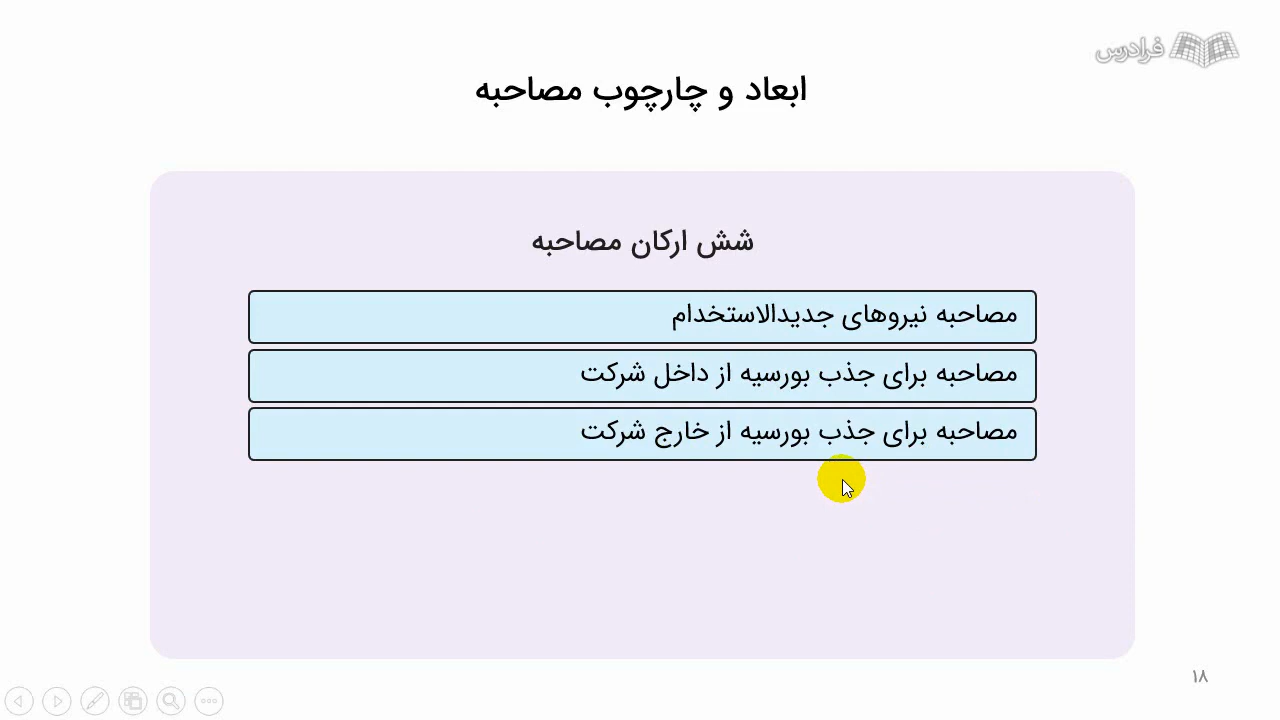 فرادرس
ابعاد و چارچوب مصاحبه
شش ارکان مصاحبه
مصاحبه نیروهای جدیدالاستخدام
مصاحبه برای جذب بورسیه از داخل شرکت
مصاحبه برای جذب بورسیه از خارج شرکت
۱۸